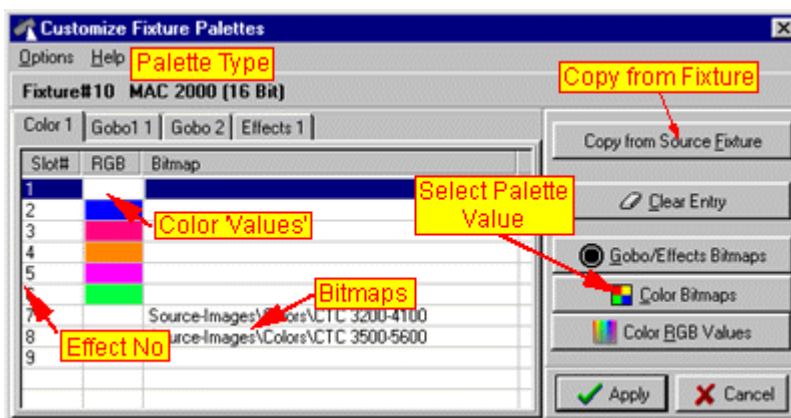 Customize Fixture Palettes
Options Help
Palette Type
Copy from Fixture
Fixture#10 MAC 2000 (16 Bit)
Color 1 Gobo1 1 Gobo 2 Effects 1
Copy from Source Fixture
Slot# RGB Bitmap
1
Select Palette Value
Clear Entry
2
Color 'Values'
3
4
Gobo/Effects Bitmaps
5
Bitmaps
Color Bitmaps
7 Source-Images\Colors\CTC 3200-4100
Effect No
8 Source-Images\Colors\CTC 3500-5600
Color RGB Values
9
Apply Cancel